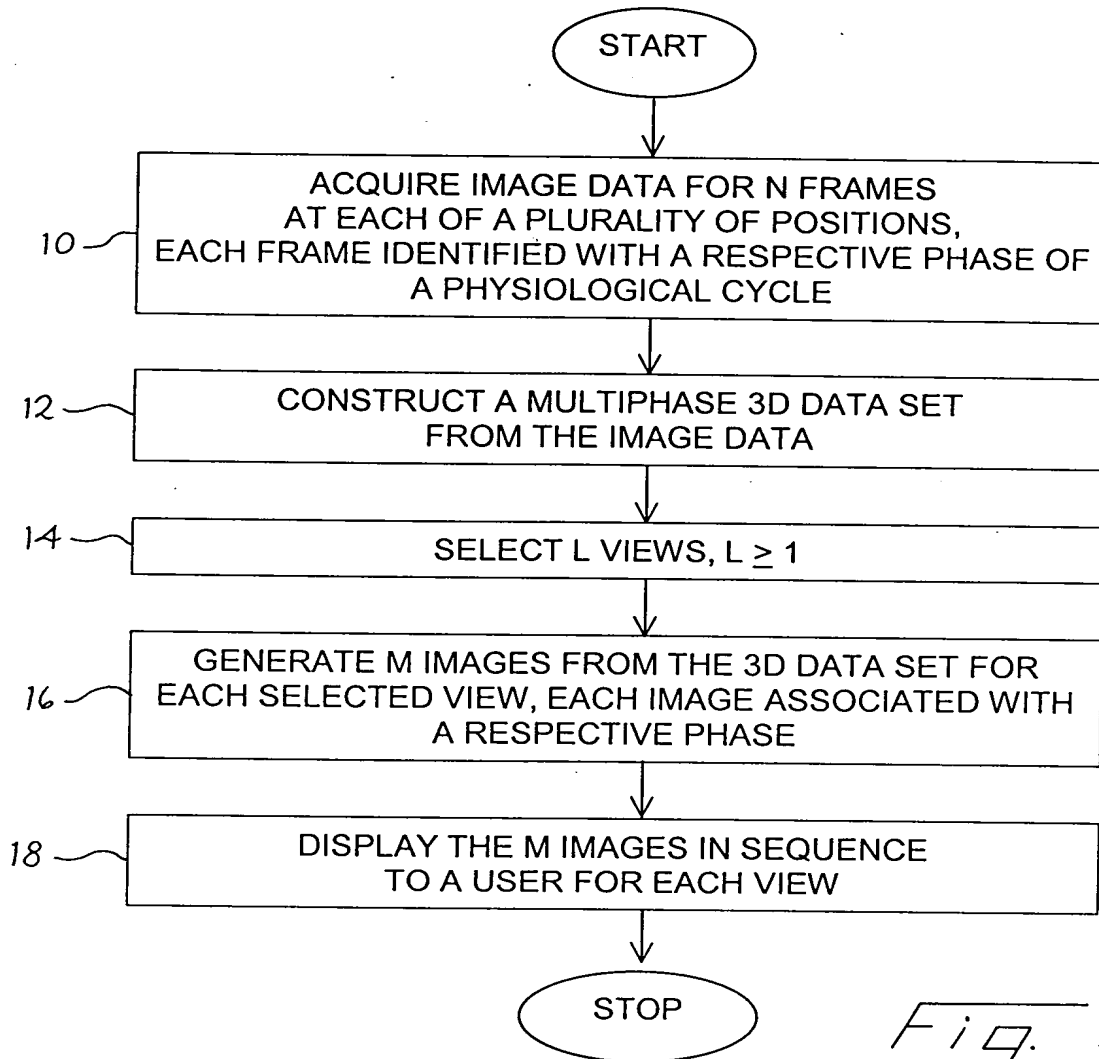 START
10
ACQUIRE IMAGE DATA FOR N FRAMES
AT EACH OF A PLURALITY OF POSITIONS,
EACH FRAME IDENTIFIED WITH A RESPECTIVE PHASE OF
A PHYSIOLOGICAL CYCLE
12
CONSTRUCT A MULTIPHASE 3D DATA SET
FROM THE IMAGE DATA
14
SELECT L VIEWS, L ≥ 1
16
GENERATE M IMAGES FROM THE 3D DATA SET FOR
EACH SELECTED VIEW, EACH IMAGE ASSOCIATED WITH
A RESPECTIVE PHASE
18
DISPLAY THE M IMAGES IN SEQUENCE
TO A USER FOR EACH VIEW
STOP
Fig.